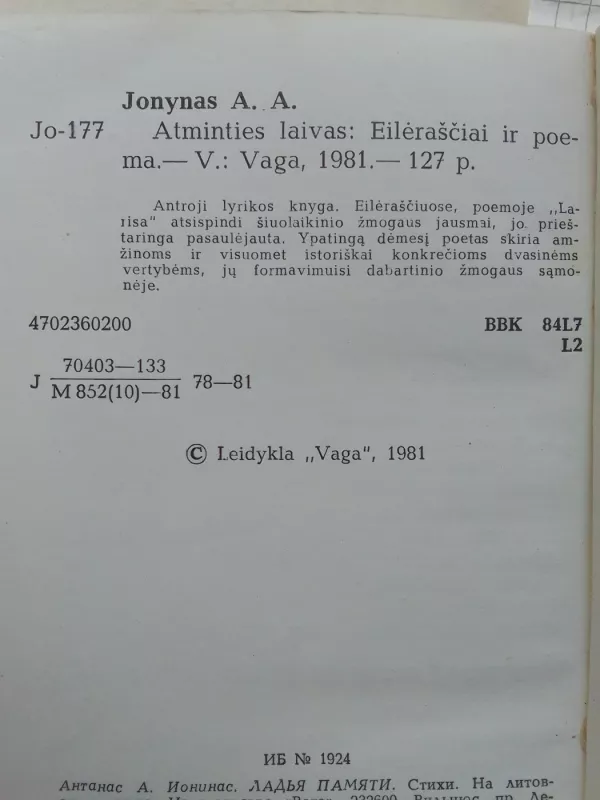 Jonynas A. A.
Jo-177 Atminties laivas: Eilėraščiai ir poe-
ma.— V.: Vaga, 1981.— 127 p.
Antroji lyrikos knyga. Eilėraščiuose, poemoje „La-
risa“ atsispindi šiuolaikinio žmogaus jausmai, jo. prieš-
taringa pasaulėjauta. Ypatingą dėmesį poetas skiria am-
žinoms ir visuomet istoriškai konkrečioms dvasinėms
vertybėms, jų formavimuisi dabartinio žmogaus sąmo-
nėje.
4702360200 BBK 84L7
L2
70403—133
J M 852(10)—81 78—81
© Leidykla „Vaga“, 1981
ИБ № 1924
Антанас А. Ионинас. ЛАДЬЯ ПАМЯТИ. Стихи. На литов-